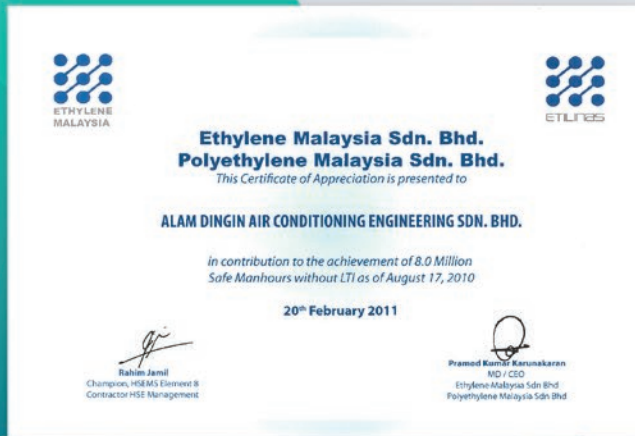 ETHYLENE
MALAYSIA
ETILINAS
Ethylene Malaysia Sdn. Bhd.
Polyethylene Malaysia Sdn. Bhd.
This Certificate of Appreciation is presented to
ALAM DINGIN AIR CONDITIONING ENGINEERING SDN. BHD.
in contribution to the achievement of 8.0 Million
Safe Manhours without LTI as of August 17, 2010
20th February 2011
Rahim Jamil
Champion, HSEMS Element 8
Contractor HSE Management
Pramod Kumar Karunakaran
MD / CEO
Ethylene Malaysia Sdn Bhd
Polyethylene Malaysia Sdn Bhd